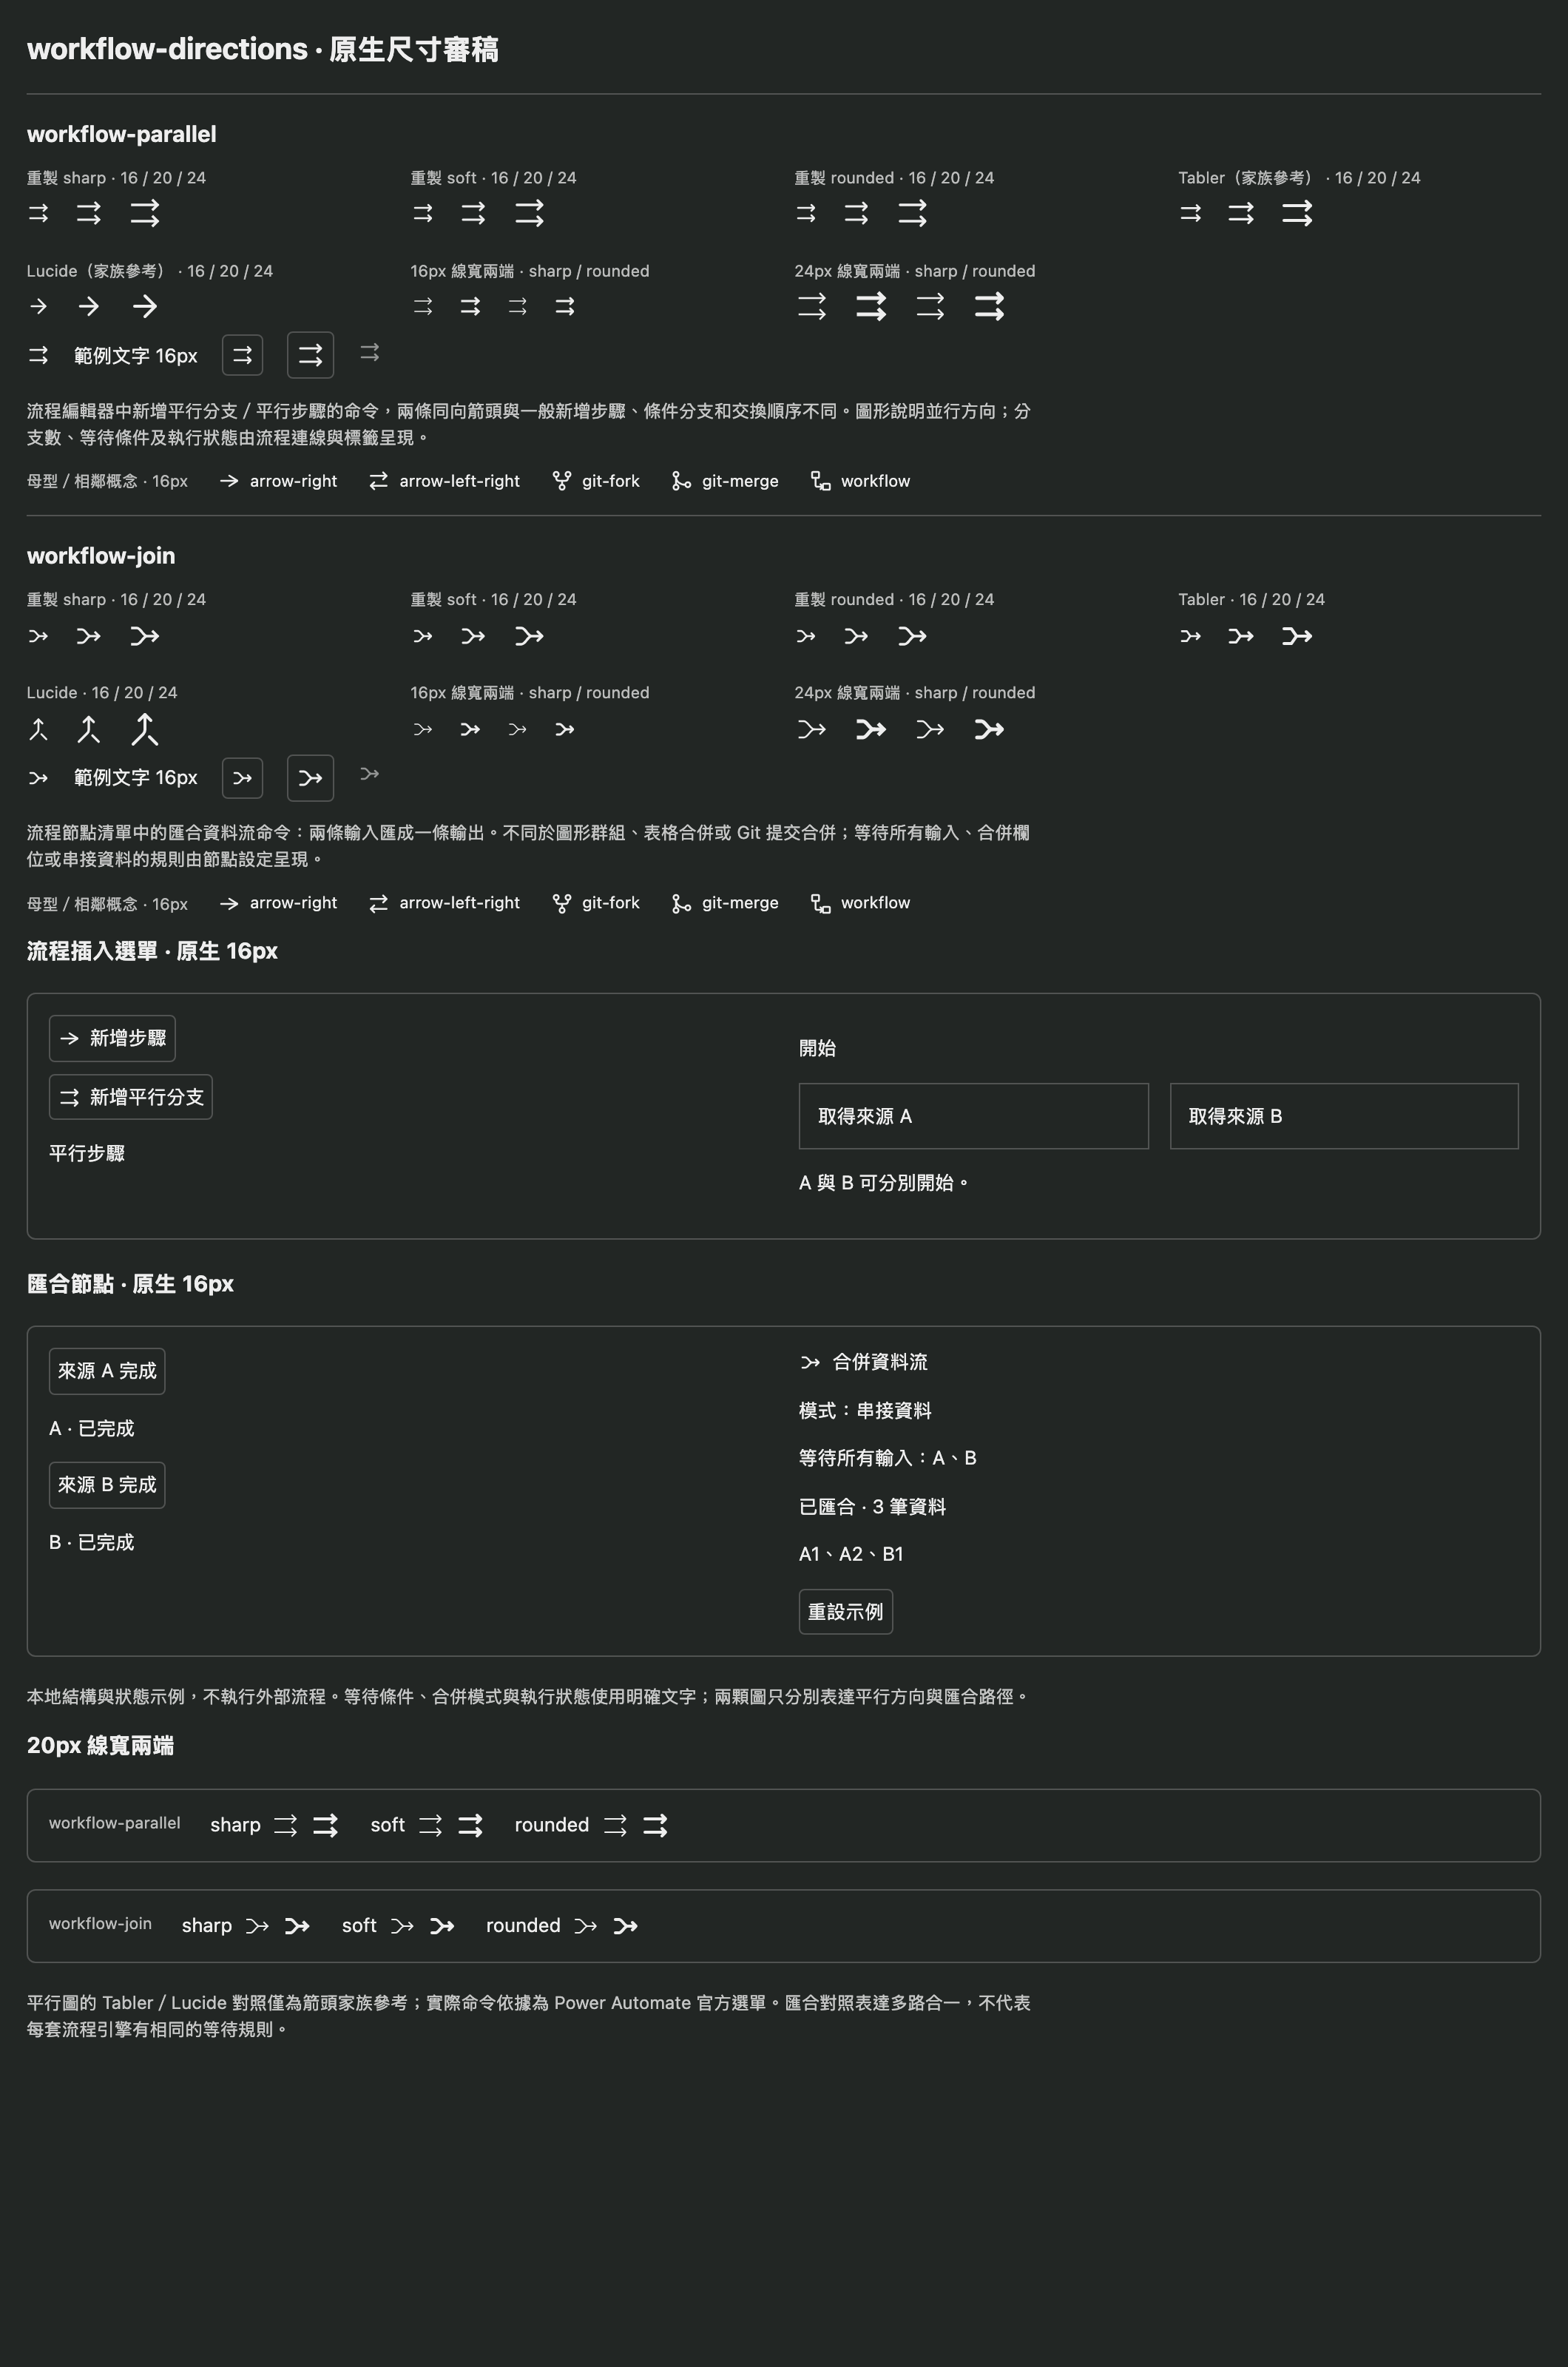 workflow-directions · 原生尺寸審稿
workflow-parallel
重製 sharp · 16 / 20 / 24
重製 soft · 16 / 20 / 24
重製 rounded · 16 / 20 / 24
Tabler（家族參考） · 16 / 20 / 24
Lucide（家族參考） · 16 / 20 / 24
16px 線寬兩端 · sharp / rounded
24px 線寬兩端 · sharp / rounded
範例文字 16px
流程編輯器中新增平行分支 / 平行步驟的命令，兩條同向箭頭與一般新增步驟、條件分支和交換順序不同。圖形說明並行方向；分
支數、等待條件及執行狀態由流程連線與標籤呈現。
母型 / 相鄰概念 · 16px arrow-right arrow-left-right git-fork git-merge workflow
workflow-join
重製 sharp · 16 / 20 / 24
重製 soft · 16 / 20 / 24
重製 rounded · 16 / 20 / 24
Tabler · 16 / 20 / 24
Lucide · 16 / 20 / 24
16px 線寬兩端 · sharp / rounded
24px 線寬兩端 · sharp / rounded
範例文字 16px
流程節點清單中的匯合資料流命令：兩條輸入匯成一條輸出。不同於圖形群組、表格合併或 Git 提交合併；等待所有輸入、合併欄
位或串接資料的規則由節點設定呈現。
母型 / 相鄰概念 · 16px arrow-right arrow-left-right git-fork git-merge workflow
流程插入選單 · 原生 16px
新增步驟
新增平行分支
平行步驟
開始
取得來源 A
取得來源 B
A 與 B 可分別開始。
匯合節點 · 原生 16px
來源 A 完成
A · 已完成
來源 B 完成
B · 已完成
合併資料流
模式：串接資料
等待所有輸入：A、B
已匯合 · 3 筆資料
A1、A2、B1
重設示例
本地結構與狀態示例，不執行外部流程。等待條件、合併模式與執行狀態使用明確文字；兩顆圖只分別表達平行方向與匯合路徑。
20px 線寬兩端
workflow-parallel sharp soft rounded
workflow-join sharp soft rounded
平行圖的 Tabler / Lucide 對照僅為箭頭家族參考；實際命令依據為 Power Automate 官方選單。匯合對照表達多路合一，不代表
每套流程引擎有相同的等待規則。